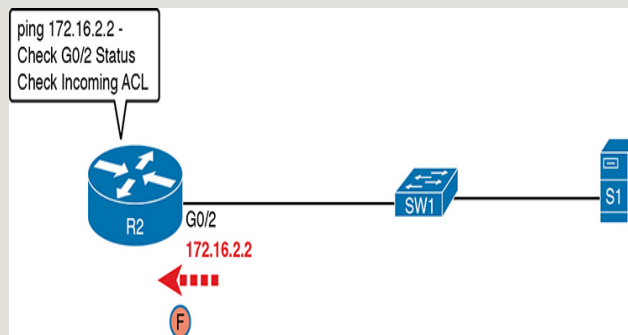 ping 172.16.2.2 -
Check G0/2 Status
Check Incoming ACL
R2
G0/2
172.16.2.2
F
SW1
S1